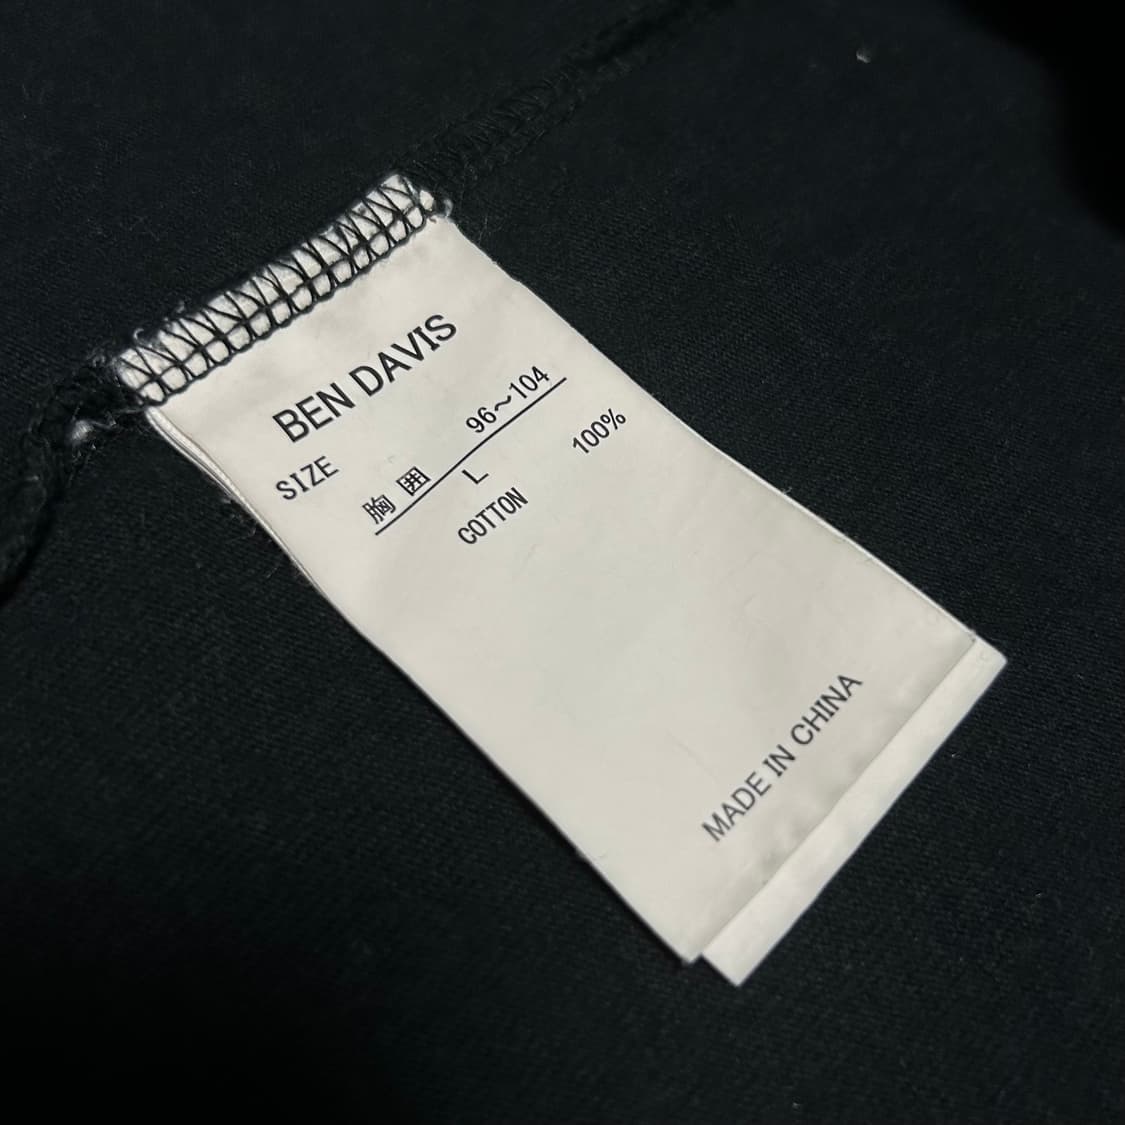 BEN DAVIS
SIZE
胸囲 96～104
L
COTTON 100%
MADE IN CHINA